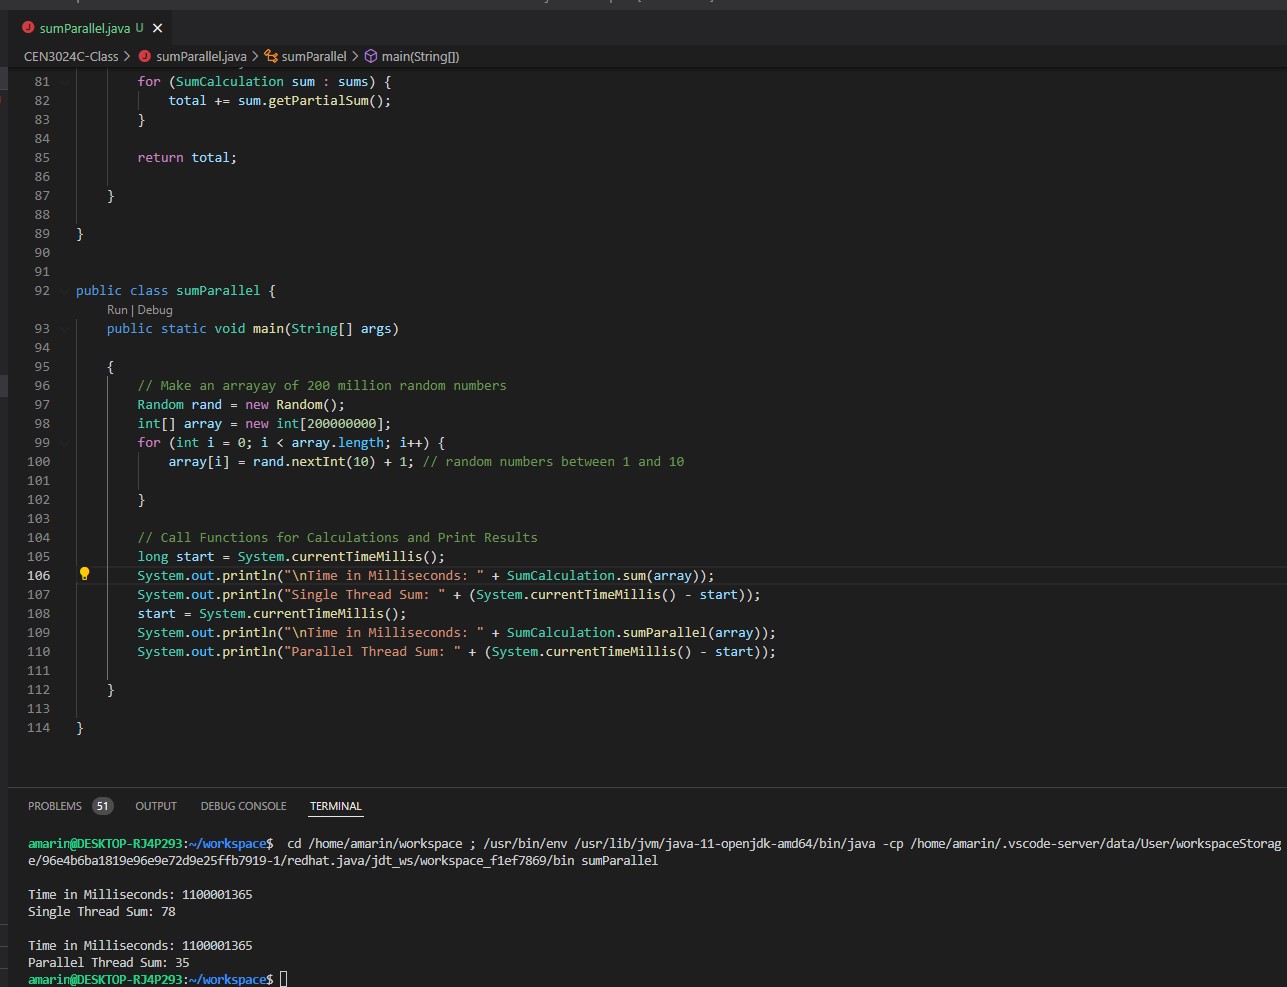 sumParallel.java U
CEN3024C-Class > sumParallel.java > sumParallel > main(String[])
81 for (SumCalculation sum : sums) {
82 total += sum.getPartialSum();
83 }
84
85 return total;
86
87 }
88
89 }
90
91
92 public class sumParallel {
Run | Debug
93 public static void main(String[] args)
94
95 {
96 // Make an arrayay of 200 million random numbers
97 Random rand = new Random();
98 int[] array = new int[200000000];
99 for (int i = 0; i < array.length; i++) {
100 array[i] = rand.nextInt(10) + 1; // random numbers between 1 and 10
101
102 }
103
104 // Call Functions for Calculations and Print Results
105 long start = System.currentTimeMillis();
106 System.out.println("\nTime in Milliseconds: " + SumCalculation.sum(array));
107 System.out.println("Single Thread Sum: " + (System.currentTimeMillis() - start));
108 start = System.currentTimeMillis();
109 System.out.println("\nTime in Milliseconds: " + SumCalculation.sumParallel(array));
110 System.out.println("Parallel Thread Sum: " + (System.currentTimeMillis() - start));
111
112 }
113
114 }
PROBLEMS 51 OUTPUT DEBUG CONSOLE TERMINAL
amarin@DESKTOP-RJ4P293:~/workspace$ cd /home/amarin/workspace ; /usr/bin/env /usr/lib/jvm/java-11-openjdk-amd64/bin/java -cp /home/amarin/.vscode-server/data/User/workspaceStorag
e/96e4b6ba1819e96e9e72d9e25ffb7919-1/redhat.java/jdt_ws/workspace_f1ef7869/bin sumParallel
Time in Milliseconds: 1100001365
Single Thread Sum: 78
Time in Milliseconds: 1100001365
Parallel Thread Sum: 35
amarin@DESKTOP-RJ4P293:~/workspace$